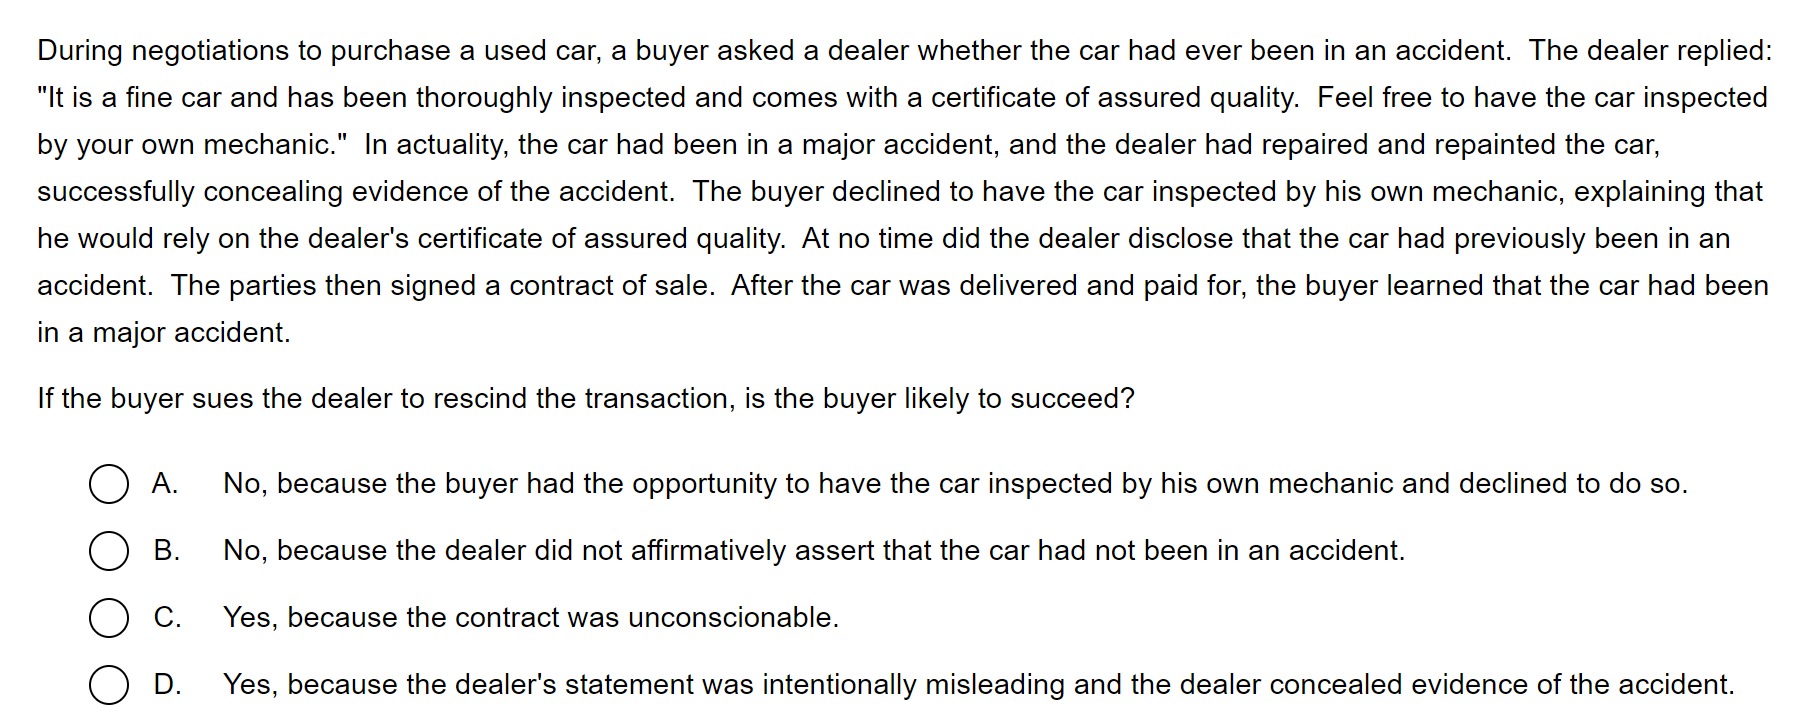 During negotiations to purchase a used car, a buyer asked a dealer whether the car had ever been in an accident.  The dealer replied:
"It is a fine car and has been thoroughly inspected and comes with a certificate of assured quality.  Feel free to have the car inspected
by your own mechanic."  In actuality, the car had been in a major accident, and the dealer had repaired and repainted the car,
successfully concealing evidence of the accident.  The buyer declined to have the car inspected by his own mechanic, explaining that
he would rely on the dealer's certificate of assured quality.  At no time did the dealer disclose that the car had previously been in an
accident.  The parties then signed a contract of sale.  After the car was delivered and paid for, the buyer learned that the car had been
in a major accident.
If the buyer sues the dealer to rescind the transaction, is the buyer likely to succeed?
A. No, because the buyer had the opportunity to have the car inspected by his own mechanic and declined to do so.
B. No, because the dealer did not affirmatively assert that the car had not been in an accident.
C. Yes, because the contract was unconscionable.
D. Yes, because the dealer's statement was intentionally misleading and the dealer concealed evidence of the accident.